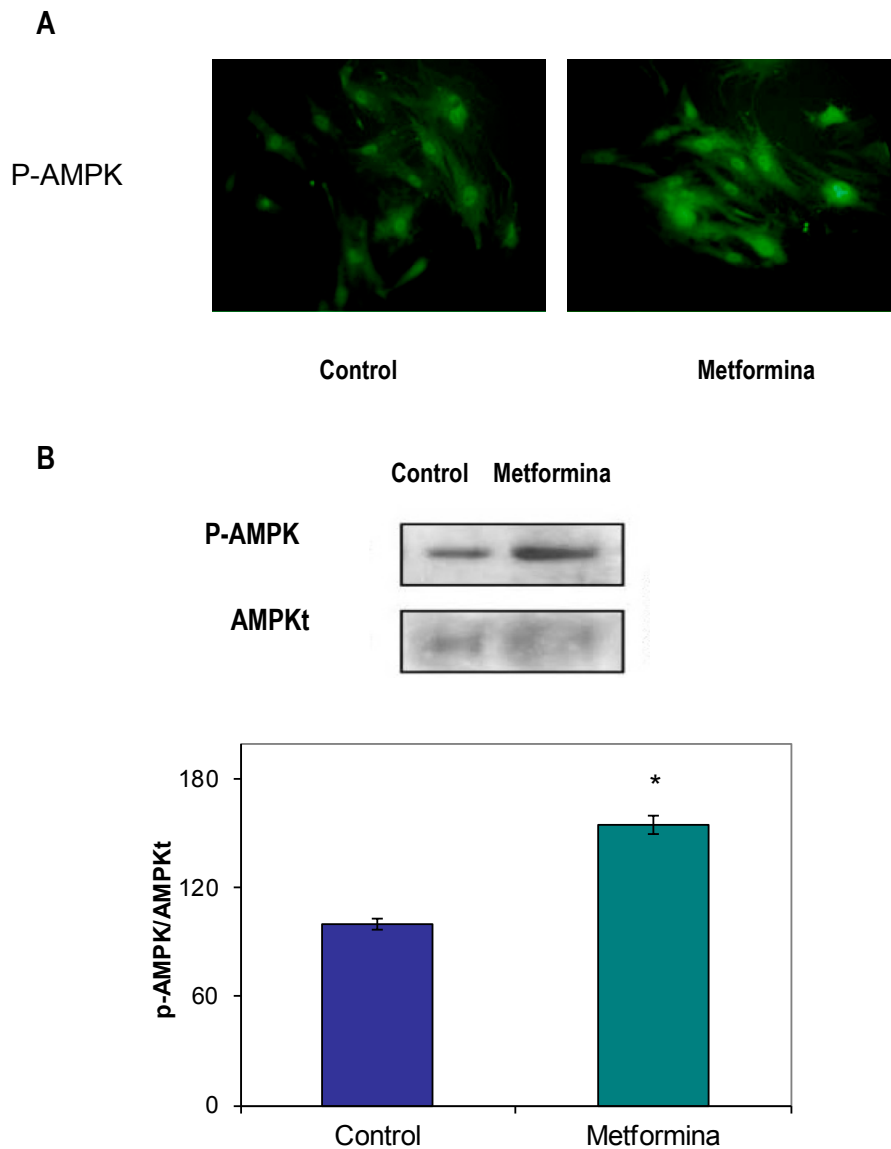 A
P-AMPK
Control Metformina
B
Control Metformina
P-AMPK
AMPKt
p-AMPK/AMPKt
180
*
120
60
0
Control Metformina